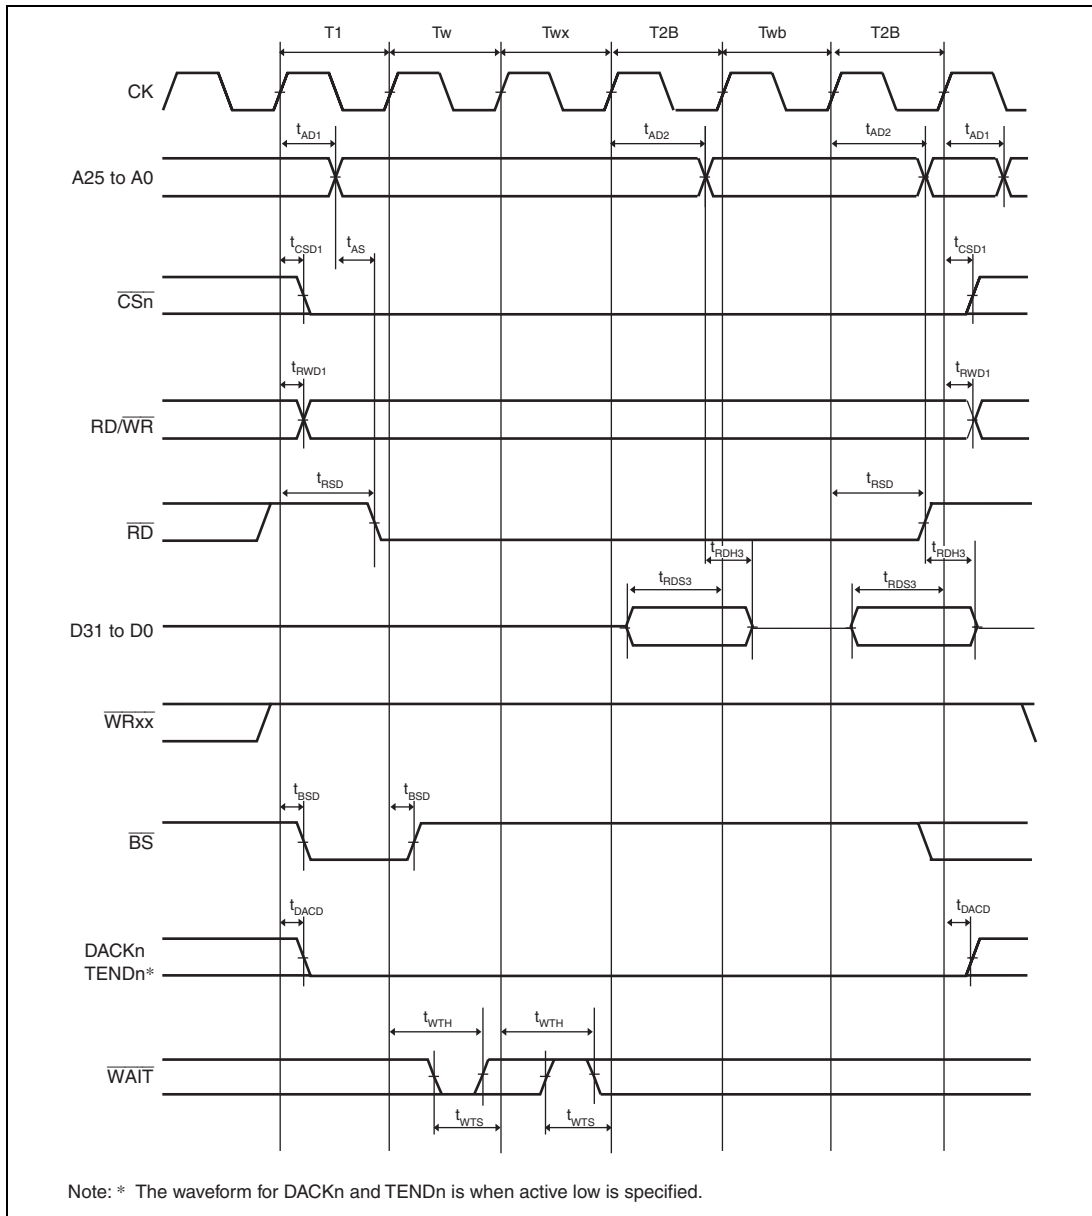 T1 Tw Twx T2B Twb T2B
CK
tAD1 tAD2 tAD2 tAD1
A25 to A0
tCSD1 tAS tCSD1
CSn
tRWD1 tRWD1
RD/WR
tRSD tRSD
RD
tRDH3 tRDH3
tRDS3 tRDS3
D31 to D0
WRxx
tBSD tBSD
BS
tDACD tDACD
DACKn
TENDn*
tWTH tWTH
WAIT
tWTS tWTS
Note: * The waveform for DACKn and TENDn is when active low is specified.